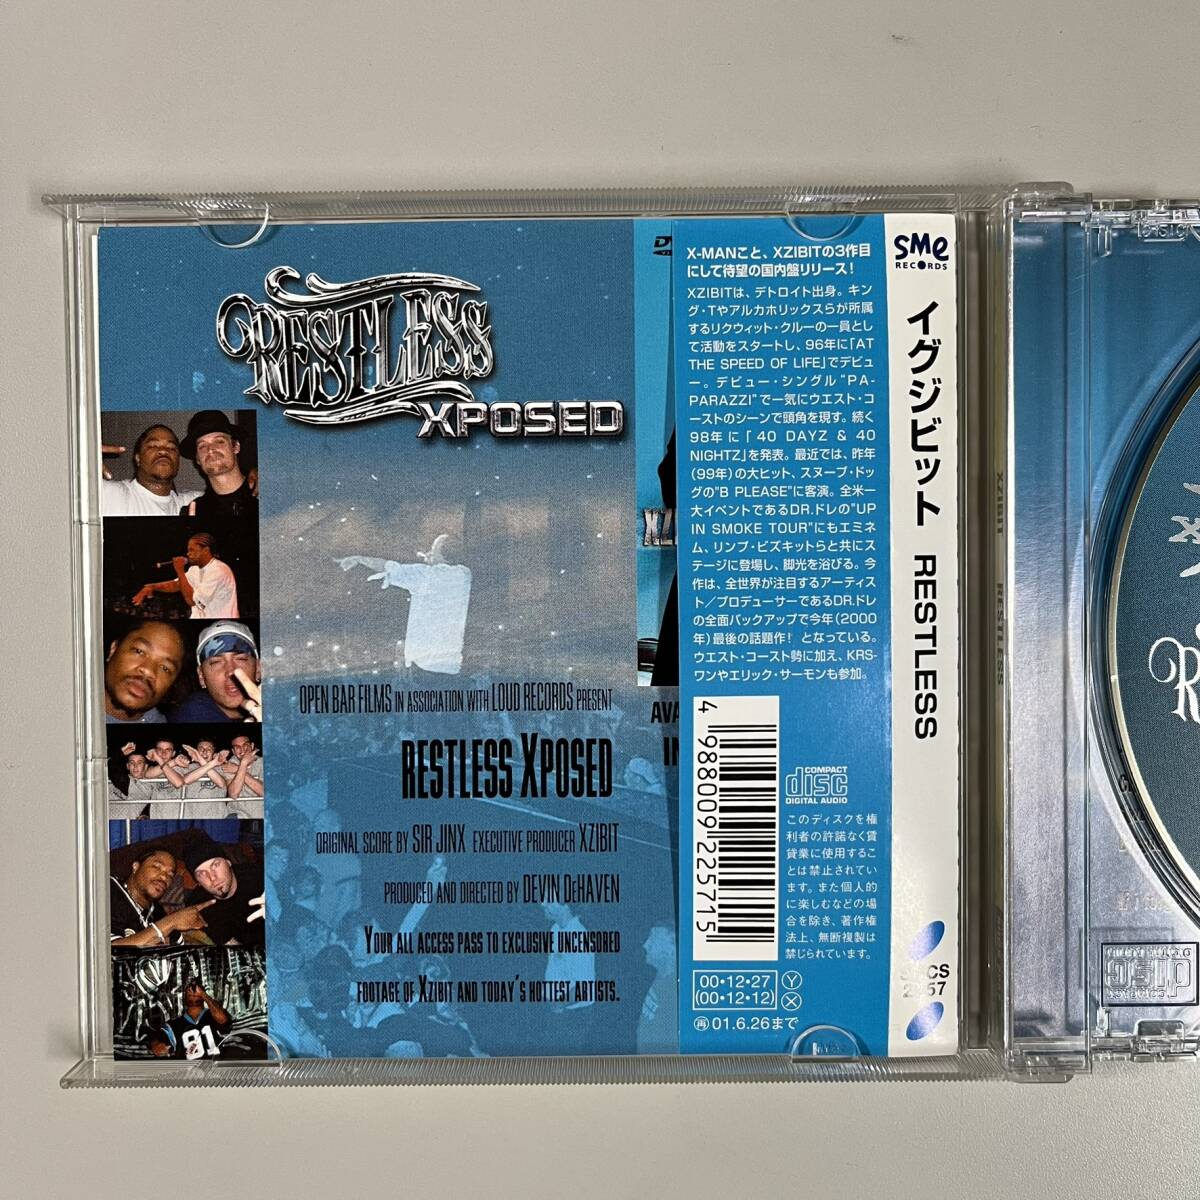 RESTLESS
XPOSED
OPEN BAR FILMS IN ASSOCIATION WITH LOUD RECORDS PRESENT
RESTLESS XPOSED
ORIGINAL SCORE BY SIR JINX EXECUTIVE PRODUCER XZIBIT
PRODUCED AND DIRECTED BY DEVIN DEHAVEN
YOUR ALL ACCESS PASS TO EXCLUSIVE UNCENSORED
FOOTAGE OF XZIBIT AND TODAY'S HOTTEST ARTISTS.
81
X-MANこと、XZIBITの3作目
にして待望の国内盤リリース!
XZIBITは、デトロイト出身。キン
グ・Tやアルカホリックスらが所属
するリクウィット・クルーの一員とし
て活動をスタートし、96年に「AT
THE SPEED OF LIFE」でデビュ
ー。デビュー・シングル"PA-
PARAZZI"で一気にウエスト・コ
ーストのシーンで頭角を現す。続く
98年に「40 DAYZ & 40
NIGHTZ」を発表。最近では、昨年
(99年)の大ヒット、スヌープ・ドッ
グの"B PLEASE"に客演。全米一
大イベントであるDR.ドレの"UP
IN SMOKE TOUR"にもエミネ
ム、リンプ・ビズキットらと共にス
テージに登場し、脚光を浴びる。今
作は、全世界が注目するアーティス
ト/プロデューサーであるDR.ドレ
の全面バックアップで今年(2000
年)最後の話題作! となっている。
ウエスト・コースト勢に加え、KRS-
ワンやエリック・サーモンも参加。
4 988009 225715
COMPACT
disc
DIGITAL AUDIO
このディスクを権
利者の許諾なく賃
貸業に使用するこ
とは禁止されてい
ます。また個人的
に楽しむなどの場
合を除き、著作権
法上、無断複製は
禁じられています。
00・12・27 Ⓨ
(00・12・12) Ⓧ
㊢01.6.26まで
SME
RECORDS
イグジビット RESTLESS
XZIBIT RESTLESS